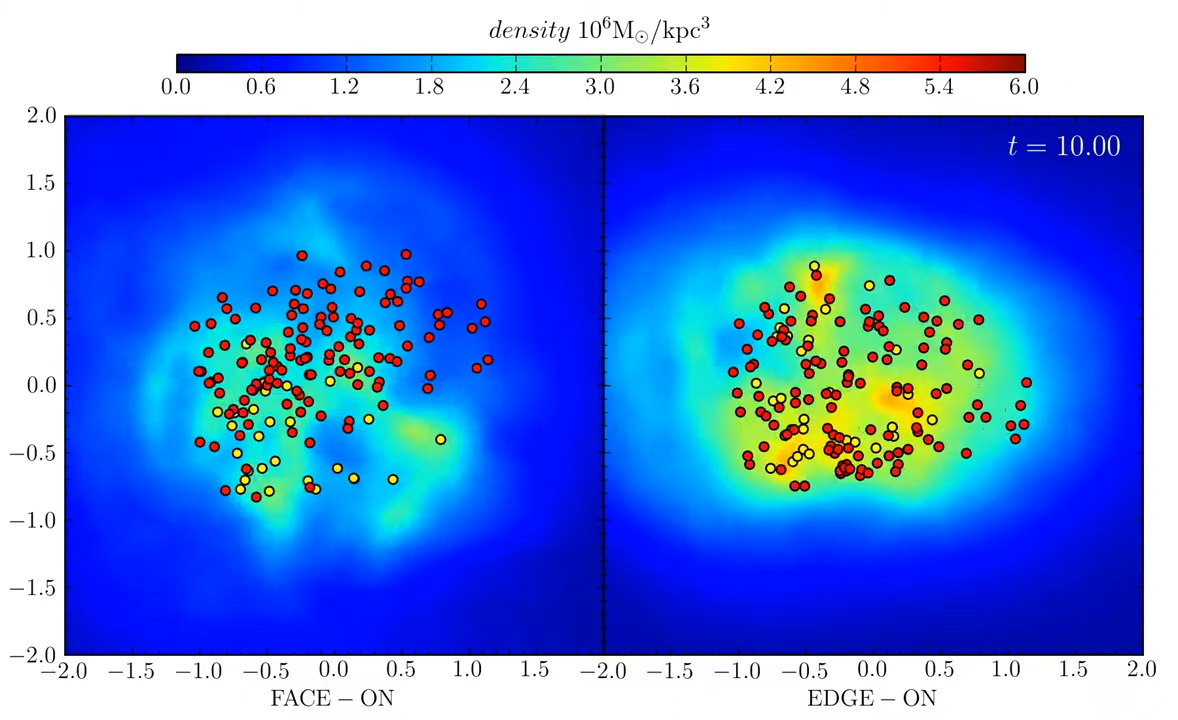 density 10⁶M⊙/kpc³
0.0 0.6 1.2 1.8 2.4 3.0 3.6 4.2 4.8 5.4 6.0
t = 10.00
2.0
1.5
1.0
0.5
0.0
−0.5
−1.0
−1.5
−2.0
−2.0 −1.5 −1.0 −0.5 0.0 0.5 1.0 1.5 −2.0 −1.5 −1.0 −0.5 0.0 0.5 1.0 1.5 2.0
FACE − ON EDGE − ON